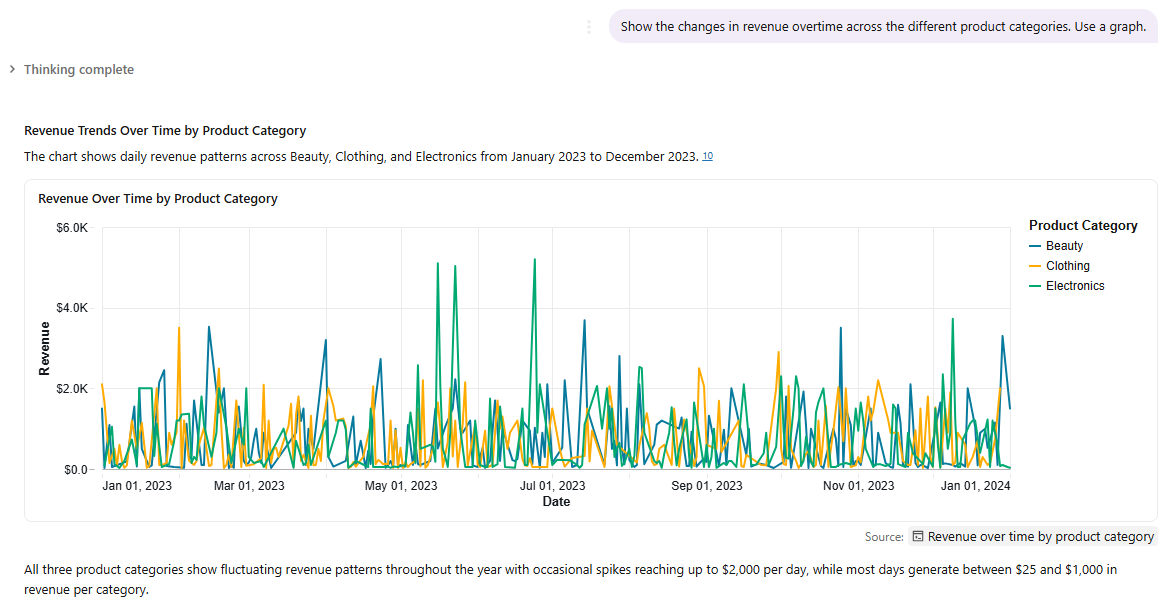 Show the changes in revenue overtime across the different product categories. Use a graph.
Thinking complete
Revenue Trends Over Time by Product Category
The chart shows daily revenue patterns across Beauty, Clothing, and Electronics from January 2023 to December 2023. 10
Revenue Over Time by Product Category
$6.0K
$4.0K
$2.0K
$0.0
Revenue
Jan 01, 2023
Mar 01, 2023
May 01, 2023
Jul 01, 2023
Sep 01, 2023
Nov 01, 2023
Jan 01, 2024
Date
Product Category
Beauty
Clothing
Electronics
Source: Revenue over time by product category
All three product categories show fluctuating revenue patterns throughout the year with occasional spikes reaching up to $2,000 per day, while most days generate between $25 and $1,000 in
revenue per category.